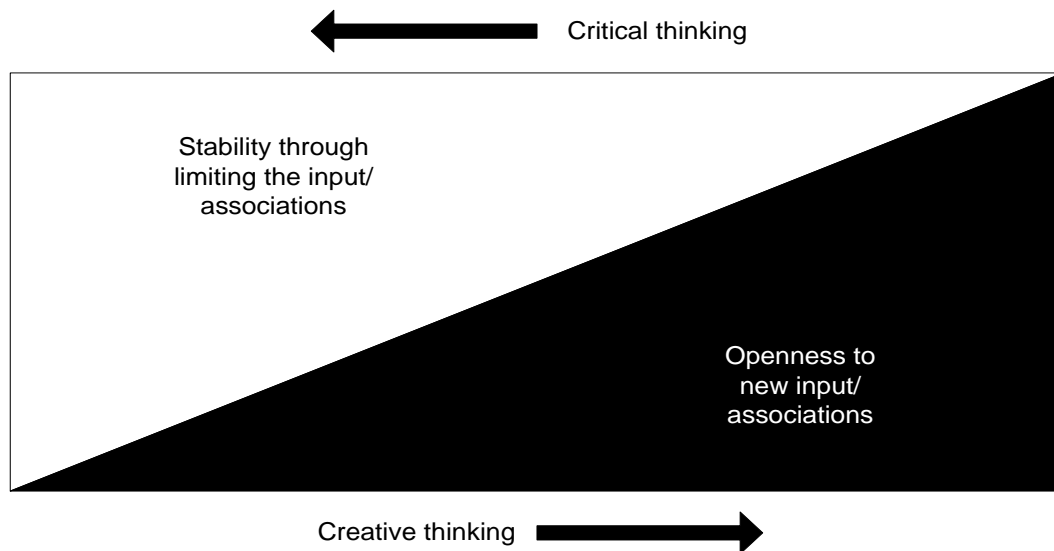 Critical thinking
Stability through
limiting the input/
associations
Openness to
new input/
associations
Creative thinking